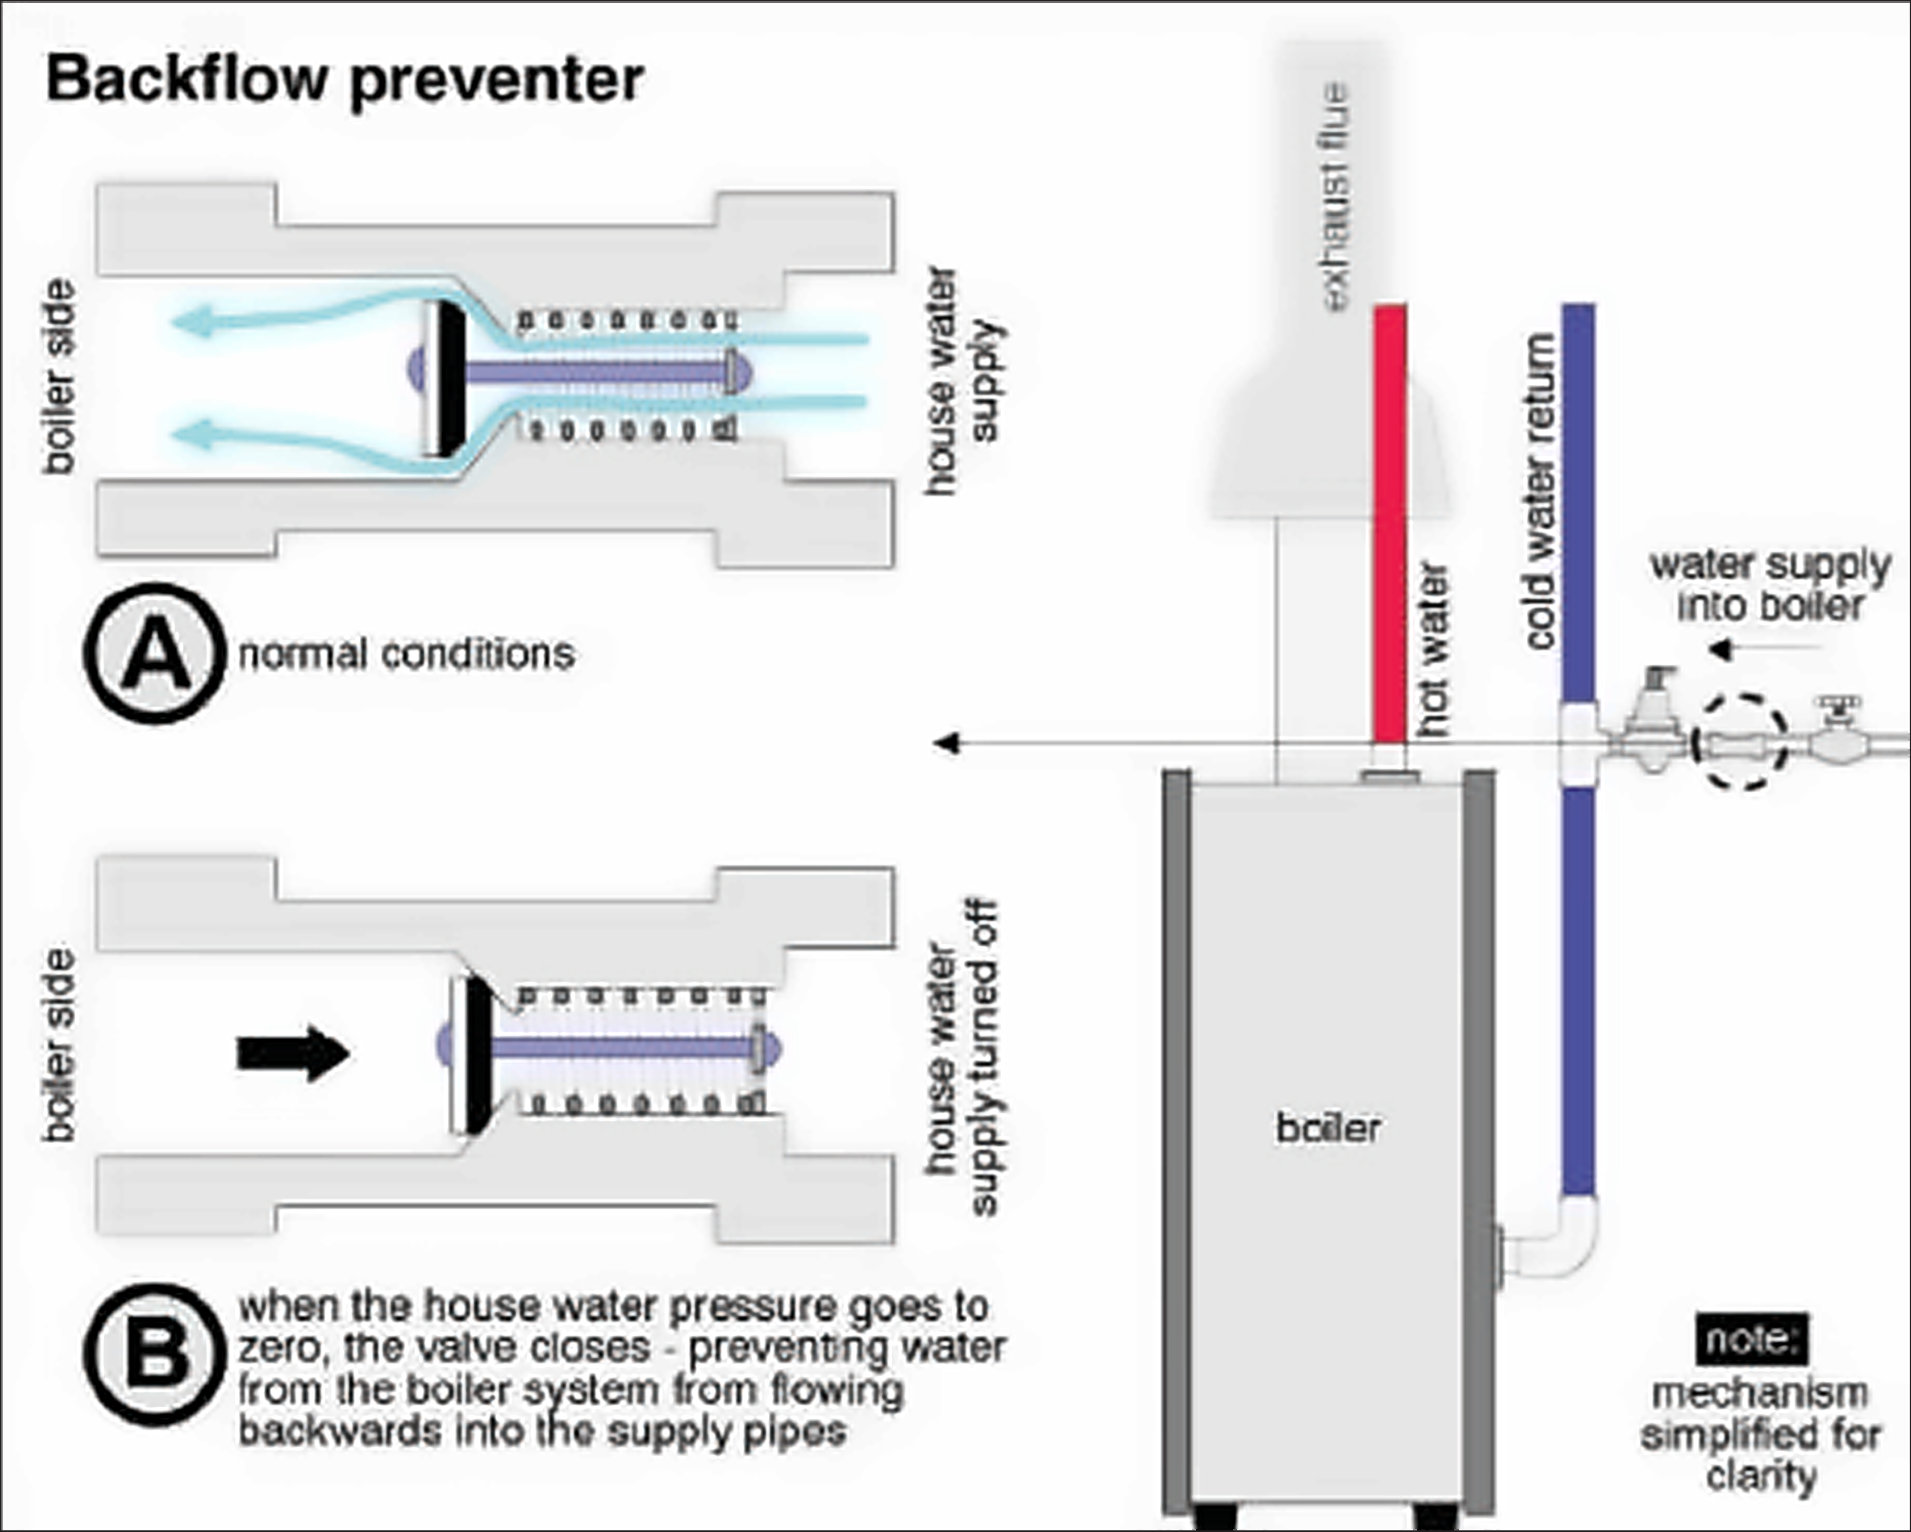 Backflow preventer
boiler side
house water
supply
A
normal conditions
boiler side
house water
supply turned off
B
when the house water pressure goes to
zero, the valve closes - preventing water
from the boiler system from flowing
backwards into the supply pipes
exhaust flue
hot water
cold water return
water supply
into boiler
boiler
note:
mechanism
simplified for
clarity